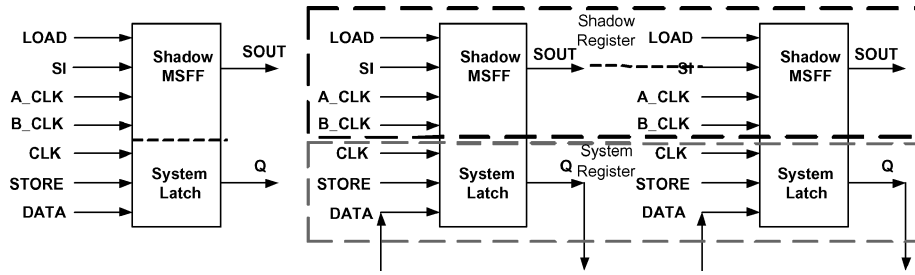 LOAD
SI
A_CLK
B_CLK
CLK
STORE
DATA
Shadow
MSFF
System
Latch
SOUT
Q
Shadow
Register
System
Register
LOAD
SI
A_CLK
B_CLK
CLK
STORE
DATA
Shadow
MSFF
System
Latch
SOUT
Q
LOAD
SI
A_CLK
B_CLK
CLK
STORE
DATA
Shadow
MSFF
System
Latch
SOUT
Q